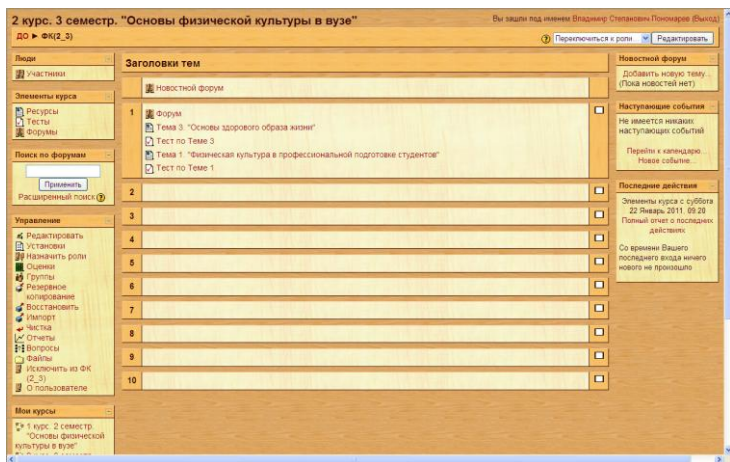 2 курс. 3 семестр. "Основы физической культуры в вузе"
Вы зашли под именем Владимир Степанович Пономарев (Выход)
ДО ► ФК(2_3)
Переключиться к роли...
Редактировать
Люди
Участники
Элементы курса
Ресурсы
Тесты
Форумы
Поиск по форумам
Применить
Расширенный поиск
Управление
Редактировать
Установки
Назначить роли
Оценки
Группы
Резервное
копирование
Восстановить
Импорт
Чистка
Отчеты
Вопросы
Файлы
Исключить из ФК
(2_3)
О пользователе
Мои курсы
1 курс. 2 семестр.
"Основы физической
культуры в вузе"
Заголовки тем
Новостной форум
1
Форум
Тема 3. "Основы здорового образа жизни"
Тест по Теме 3
Тема 1. "Физическая культура в профессиональной подготовке студентов"
Тест по Теме 1
2
3
4
5
6
7
8
9
10
Новостной форум
Добавить новую тему...
(Пока новостей нет)
Наступающие события
Не имеется никаких
наступающих событий
Перейти к календарю...
Новое событие...
Последние действия
Элементы курса с суббота
22 Январь 2011, 09:20
Полный отчет о последних
действиях
Со времени Вашего
последнего входа ничего
нового не произошло